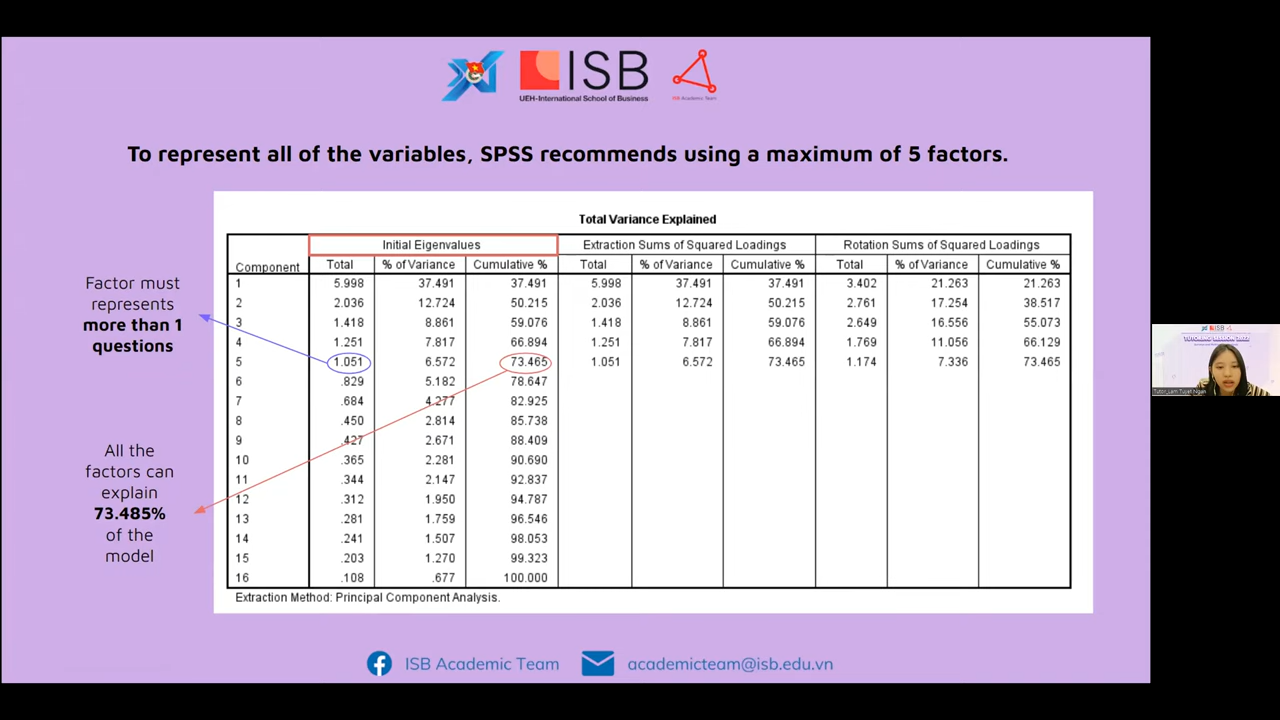 ISB
UEH-International School of Business
ISB Academic Team
To represent all of the variables, SPSS recommends using a maximum of 5 factors.
Factor must
represents
more than 1
questions
All the
factors can
explain
73.485%
of the
model
Total Variance Explained
Initial Eigenvalues Extraction Sums of Squared Loadings Rotation Sums of Squared Loadings
Component Total % of Variance Cumulative % Total % of Variance Cumulative % Total % of Variance Cumulative %
1 5.998 37.491 37.491 5.998 37.491 37.491 3.402 21.263 21.263
2 2.036 12.724 50.215 2.036 12.724 50.215 2.761 17.254 38.517
3 1.418 8.861 59.076 1.418 8.861 59.076 2.649 16.556 55.073
4 1.251 7.817 66.894 1.251 7.817 66.894 1.769 11.056 66.129
5 1.051 6.572 73.465 1.051 6.572 73.465 1.174 7.336 73.465
6 .829 5.182 78.647
7 .684 4.277 82.925
8 .450 2.814 85.738
9 .427 2.671 88.409
10 .365 2.281 90.690
11 .344 2.147 92.837
12 .312 1.950 94.787
13 .281 1.759 96.546
14 .241 1.507 98.053
15 .203 1.270 99.323
16 .108 .677 100.000
Extraction Method: Principal Component Analysis.
ISB Academic Team academicteam@isb.edu.vn
ISB
TUTORING SESSION 2022
Tutor_Lam Tuyet Ngan